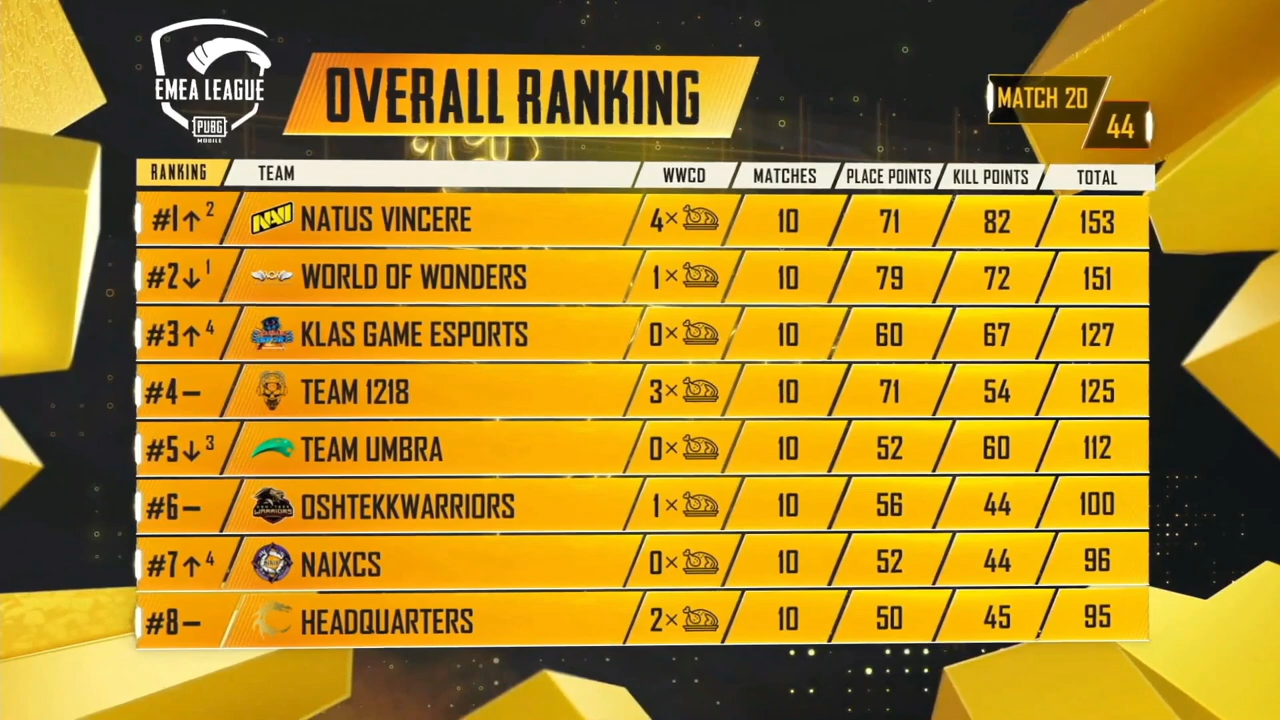 EMEA LEAGUE
PUBG
MOBILE
OVERALL RANKING
MATCH 20
44
RANKING TEAM WWCD MATCHES PLACE POINTS KILL POINTS TOTAL
#1↑2 NAVI NATUS VINCERE 4× 10 71 82 153
#2↓1 WOW WORLD OF WONDERS 1× 10 79 72 151
#3↑4 KLAS GAME ESPORTS 0× 10 60 67 127
#4– TEAM 1218 3× 10 71 54 125
#5↓3 TEAM UMBRA 0× 10 52 60 112
#6– WARRIORS OSHTEKKWARRIORS 1× 10 56 44 100
#7↑4 NAIXCS 0× 10 52 44 96
#8– HEADQUARTERS 2× 10 50 45 95